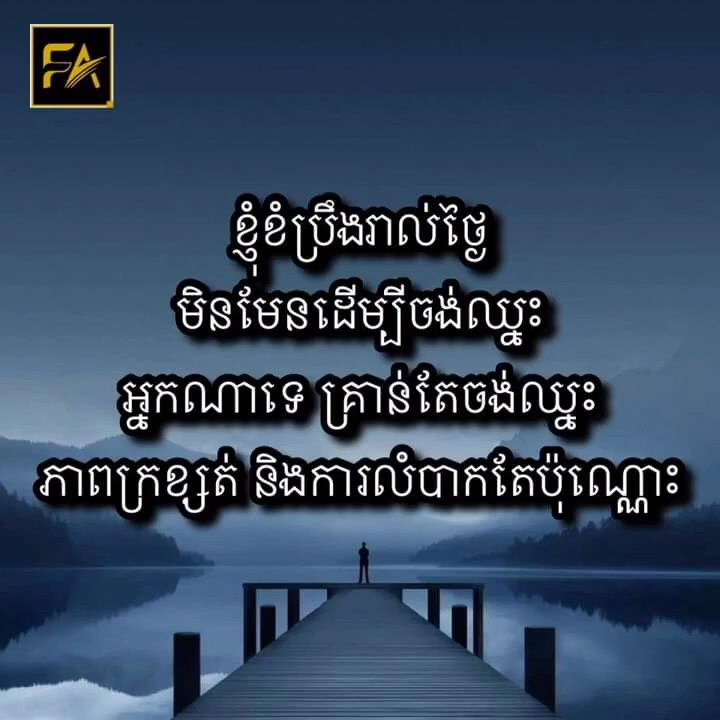 FA
ខ្ញុំខំប្រឹងរាល់ថ្ងៃ
មិនមែនដើម្បីចង់ឈ្នះ
អ្នកណាទេ គ្រាន់តែចង់ឈ្នះ
ភាពក្រខ្សត់ និងការលំបាកតែប៉ុណ្ណោះ